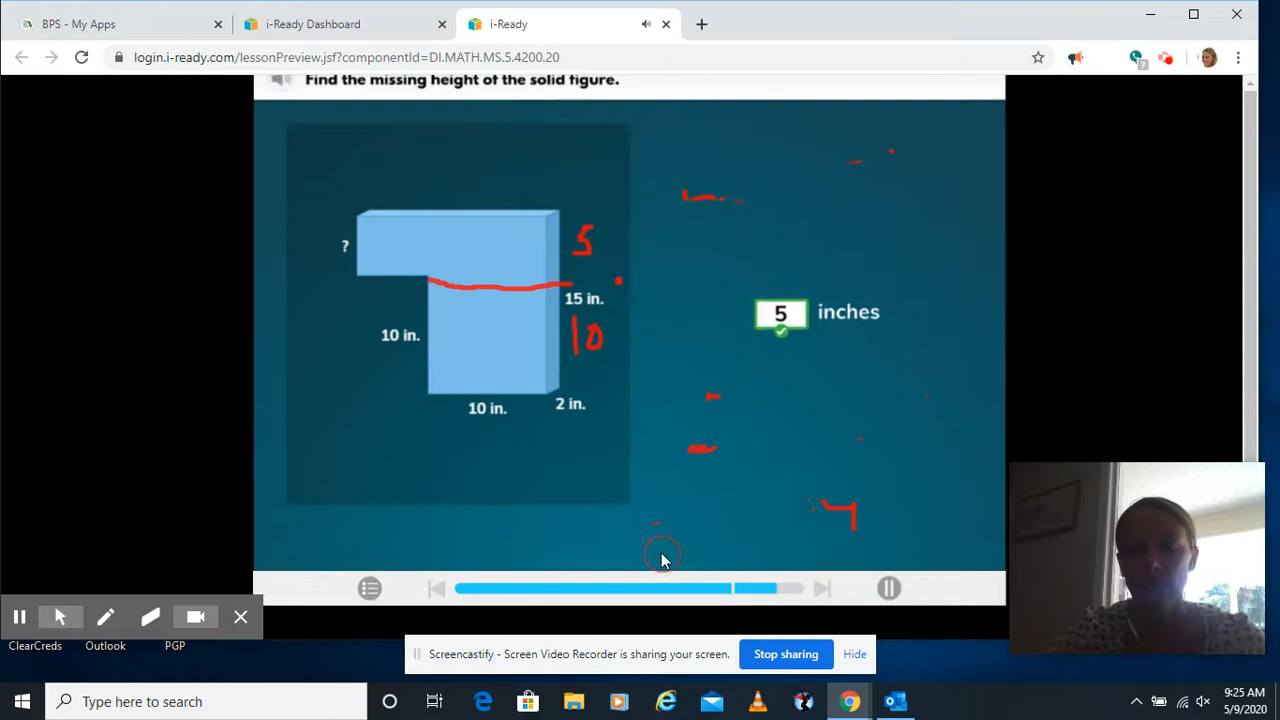 BPS - My Apps
i-Ready Dashboard
i-Ready
login.i-ready.com/lessonPreview.jsf?componentId=DI.MATH.MS.5.4200.20
Find the missing height of the solid figure.
?
5
15 in.
10 in.
10
10 in.
2 in.
5 inches
ClearCreds
Outlook
PGP
Screencastify - Screen Video Recorder is sharing your screen.
Stop sharing
Hide
Type here to search
9:25 AM
5/9/2020